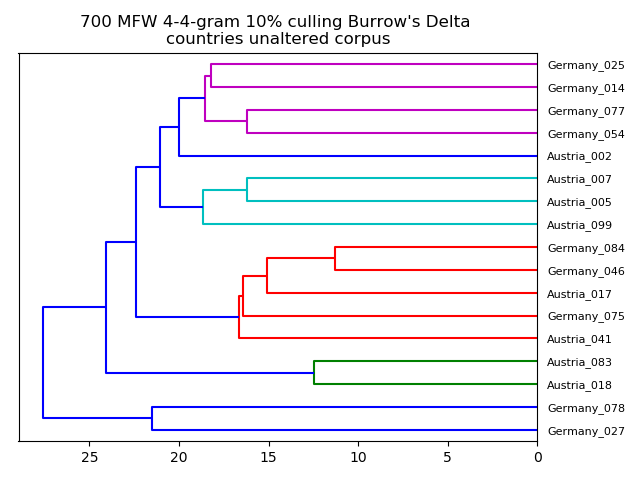 700 MFW 4-4-gram 10% culling Burrow's Delta
countries unaltered corpus
Germany_025
Germany_014
Germany_077
Germany_054
Austria_002
Austria_007
Austria_005
Austria_099
Germany_084
Germany_046
Austria_017
Germany_075
Austria_041
Austria_083
Austria_018
Germany_078
Germany_027
25 20 15 10 5 0